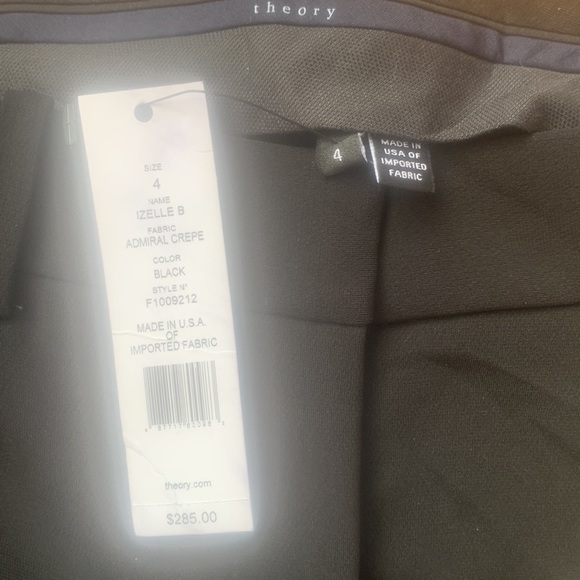 theory
4
MADE IN
USA OF
IMPORTED
FABRIC
SIZE
4
NAME
IZELLE B
FABRIC
ADMIRAL CREPE
COLOR
BLACK
STYLE N°
F1009212
MADE IN U.S.A.
OF
IMPORTED FABRIC
theory.com
$285.00